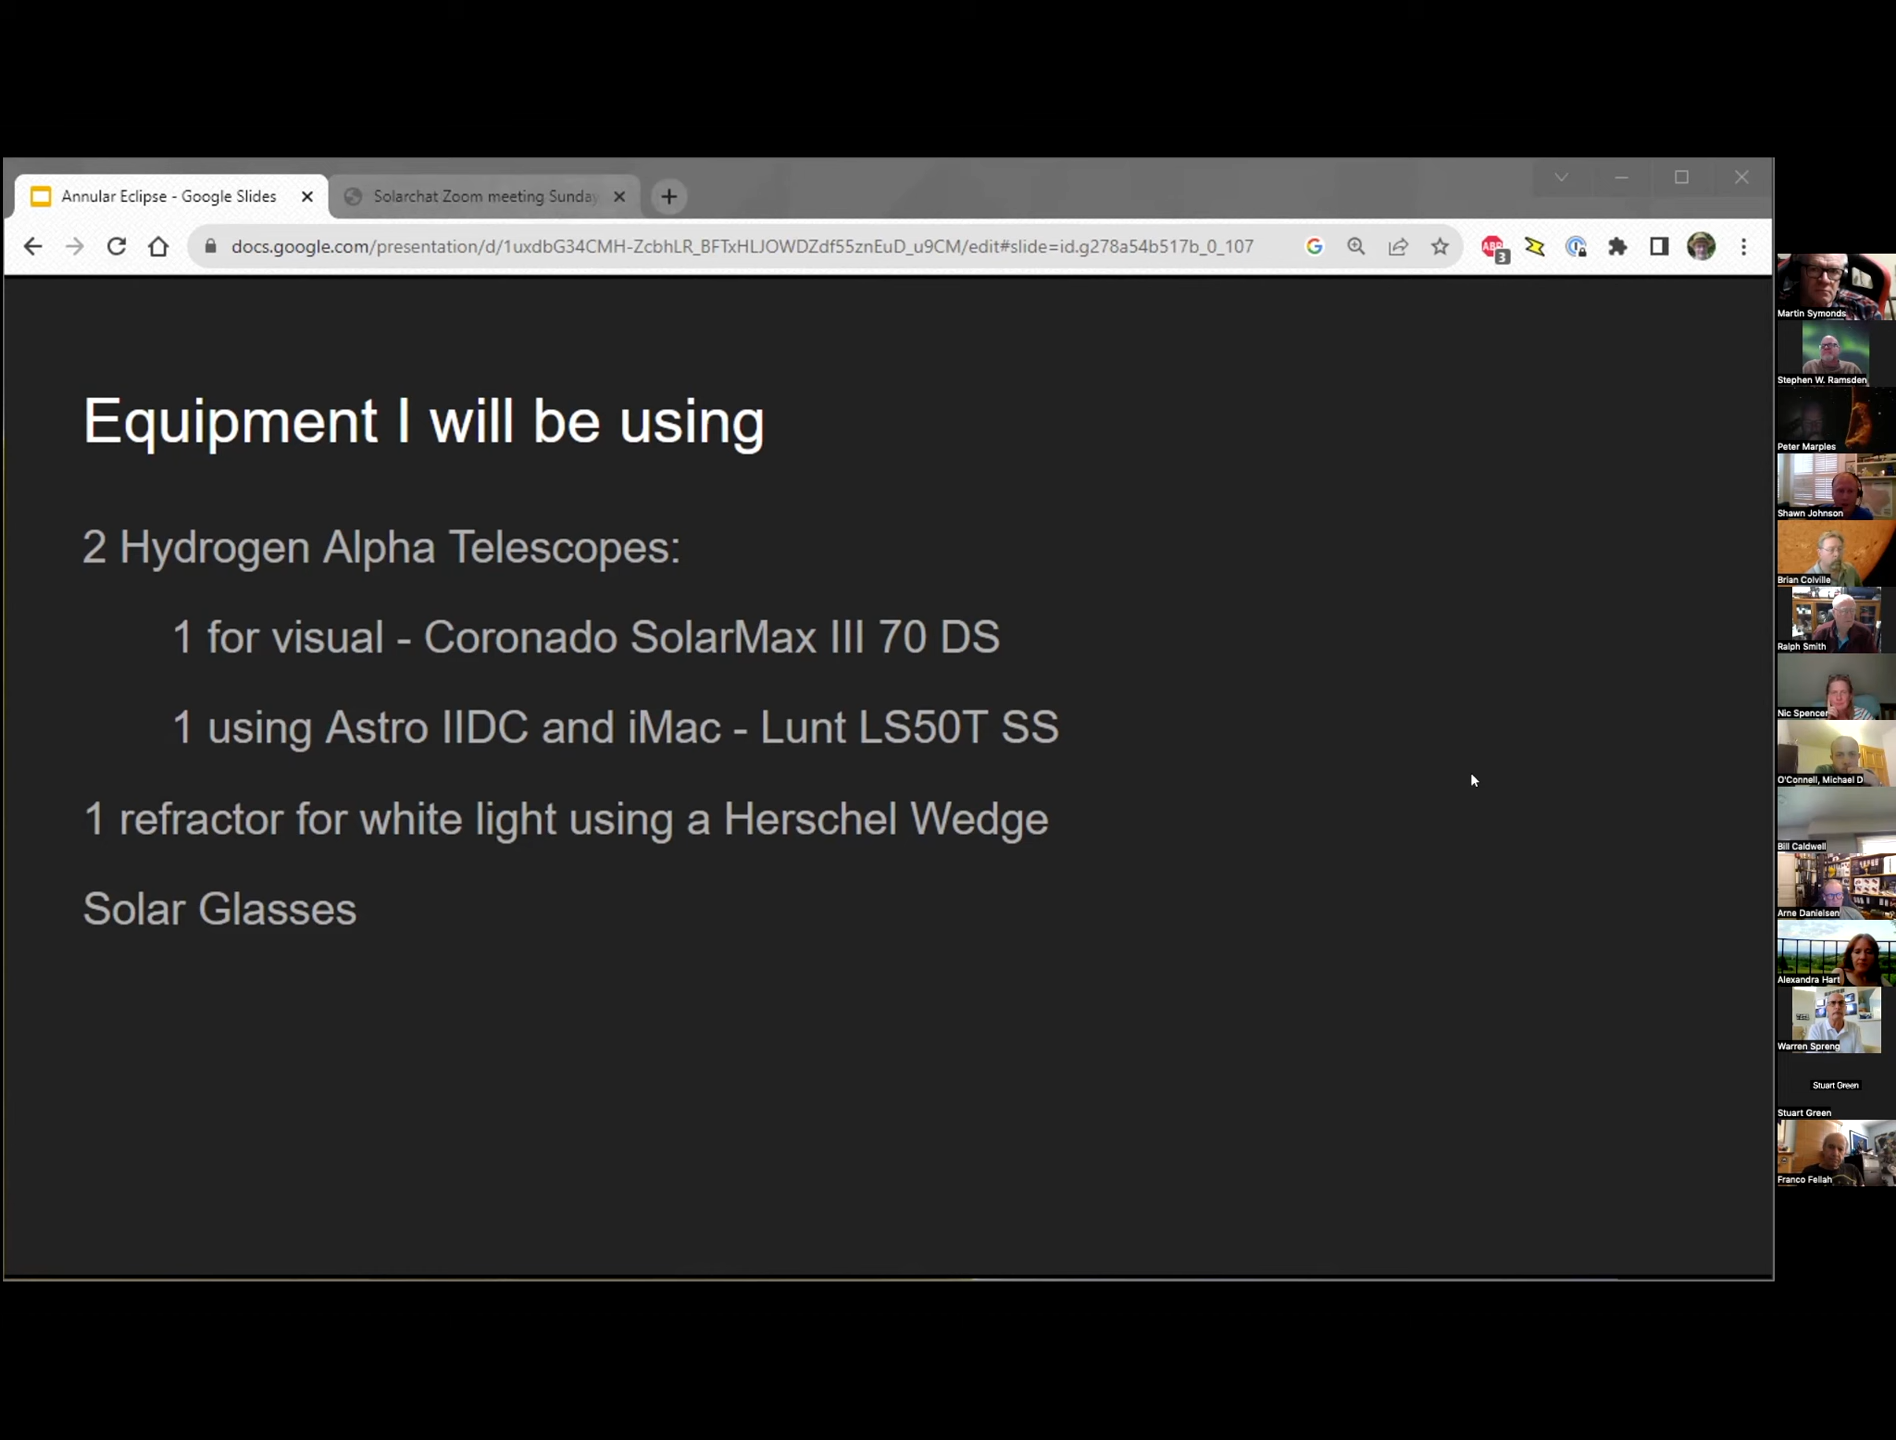 Annular Eclipse - Google Slides
Solarchat Zoom meeting Sunday
docs.google.com/presentation/d/1uxdbG34CMH-ZcbhLR_BFTxHLJOWDZdf55znEuD_u9CM/edit#slide=id.g278a54b517b_0_107
ABP
3
Equipment I will be using
2 Hydrogen Alpha Telescopes:
1 for visual - Coronado SolarMax III 70 DS
1 using Astro IIDC and iMac - Lunt LS50T SS
1 refractor for white light using a Herschel Wedge
Solar Glasses
Martin Symonds
Stephen W. Ramsden
Peter Marples
Shawn Johnson
Brian Colville
Ralph Smith
Nic Spencer
O'Connell, Michael D
Bill Caldwell
Arne Danielsen
Alexandra Hart
Warren Spreng
Stuart Green
Stuart Green
Franco Fellah